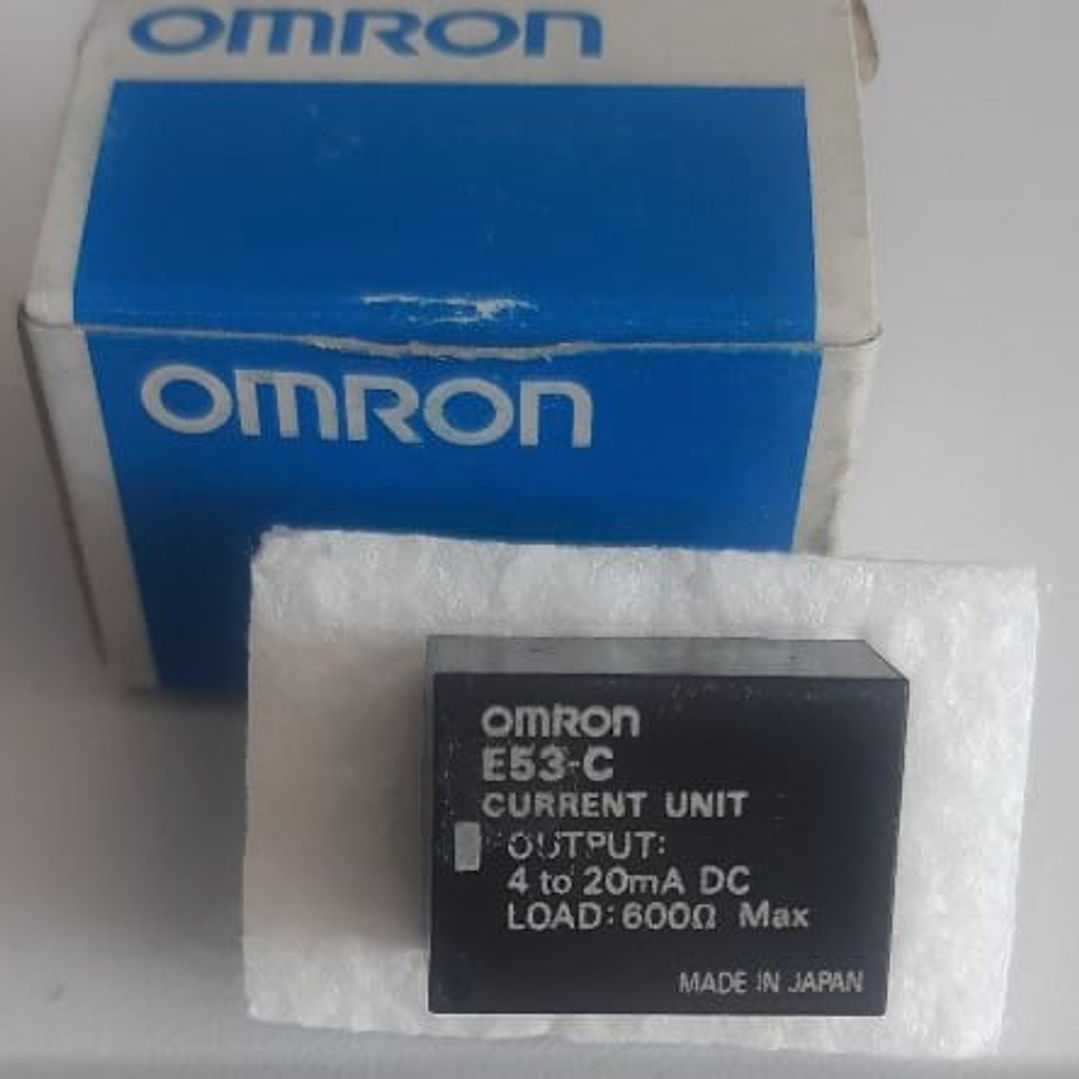 OMRON
OMRON
OMRON
E53-C
CURRENT UNIT
OUTPUT:
4 to 20mA DC
LOAD: 600Ω Max
MADE IN JAPAN